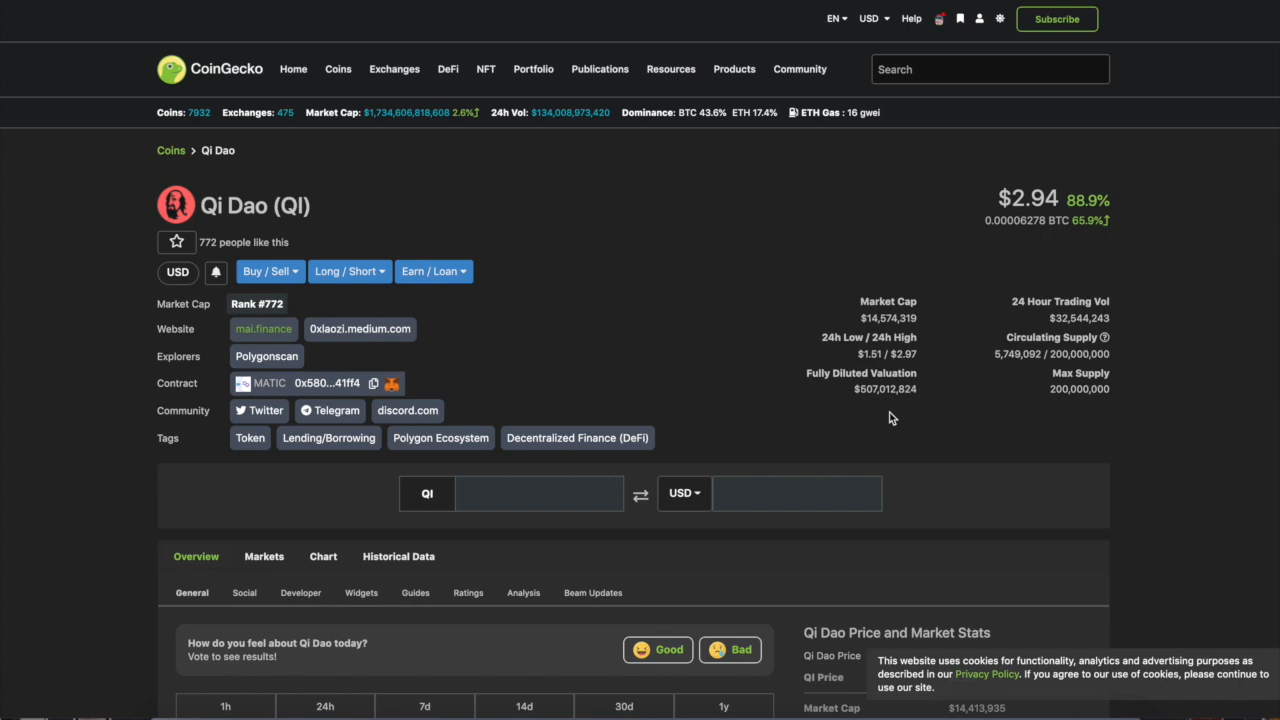 EN USD Help Subscribe
CoinGecko Home Coins Exchanges DeFi NFT Portfolio Publications Resources Products Community Search
Coins: 7932 Exchanges: 475 Market Cap: $1,734,606,818,608 2.6% 24h Vol: $134,008,973,420 Dominance: BTC 43.6% ETH 17.4% ETH Gas : 16 gwei
Coins > Qi Dao
Qi Dao (QI)
$2.94 88.9%
0.00006278 BTC 65.9%
772 people like this
USD Buy / Sell Long / Short Earn / Loan
Market Cap Rank #772
Website mai.finance 0xlaozi.medium.com
Explorers Polygonscan
Contract MATIC 0x580...41ff4
Community Twitter Telegram discord.com
Tags Token Lending/Borrowing Polygon Ecosystem Decentralized Finance (DeFi)
Market Cap 24 Hour Trading Vol
$14,574,319 $32,544,243
24h Low / 24h High Circulating Supply
$1.51 / $2.97 5,749,092 / 200,000,000
Fully Diluted Valuation Max Supply
$507,012,824 200,000,000
QI USD
Overview Markets Chart Historical Data
General Social Developer Widgets Guides Ratings Analysis Beam Updates
How do you feel about Qi Dao today?
Vote to see results!
Good Bad
1h 24h 7d 14d 30d 1y
Qi Dao Price and Market Stats
Qi Dao Price
QI Price
Market Cap $14,413,935
This website uses cookies for functionality, analytics and advertising purposes as
described in our Privacy Policy. If you agree to our use of cookies, please continue to
use our site.